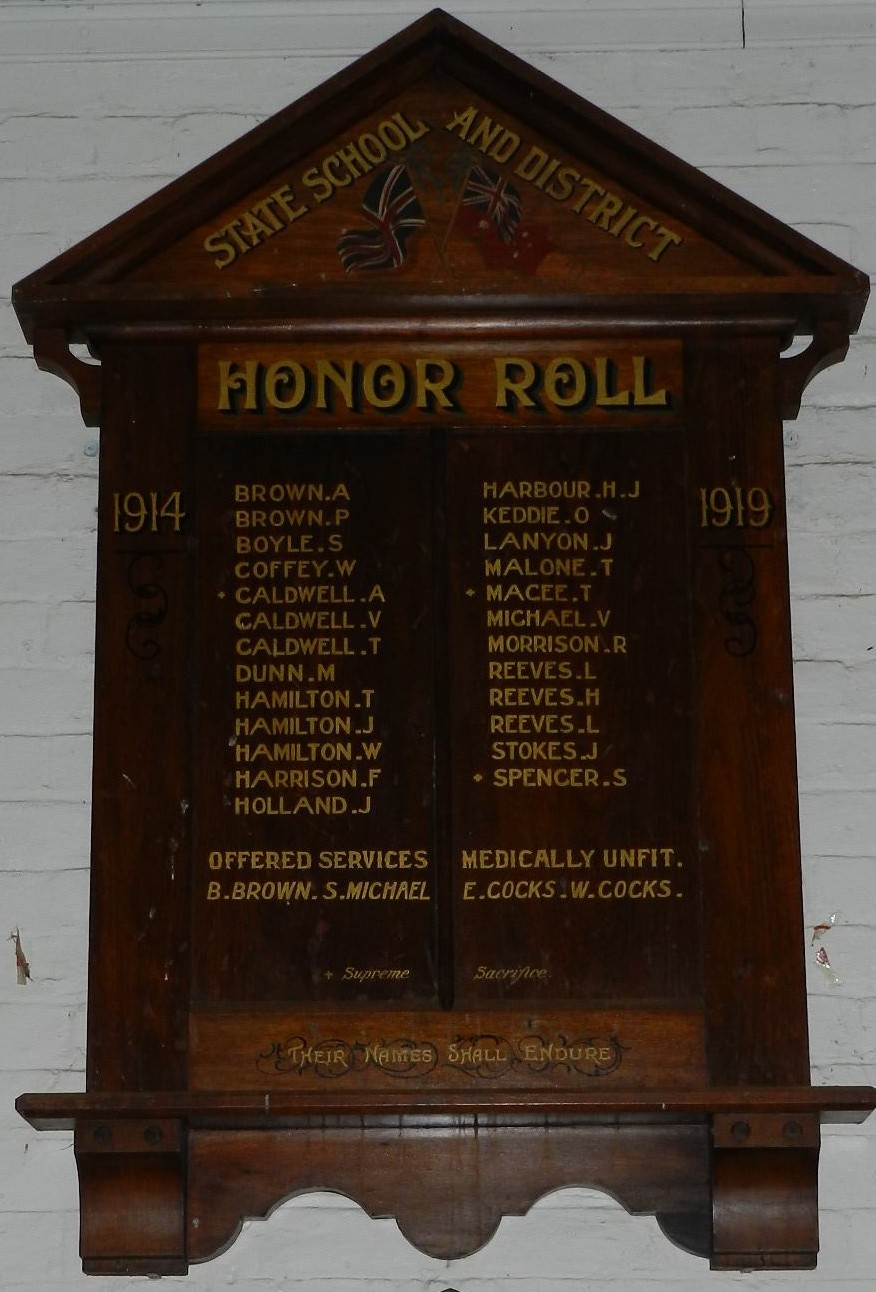 STATE SCHOOL AND DISTRICT
HONOR ROLL
1914
1919
BROWN.A
BROWN.P
BOYLE.S
COFFEY.W
+ CALDWELL.A
CALDWELL.V
CALDWELL.T
DUNN.M
HAMILTON.T
HAMILTON.J
HAMILTON.W
HARRISON.F
HOLLAND.J
HARBOUR.H.J
KEDDIE.O
LANYON.J
MALONE.T
+ MACEE.T
MICHAEL.V
MORRISON.R
REEVES.L
REEVES.H
REEVES.L
STOKES.J
+ SPENCER.S
OFFERED SERVICES
B.BROWN. S.MICHAEL
MEDICALLY UNFIT.
E.COCKS.W.COCKS.
+ Supreme Sacrifice.
THEIR NAMES SHALL ENDURE